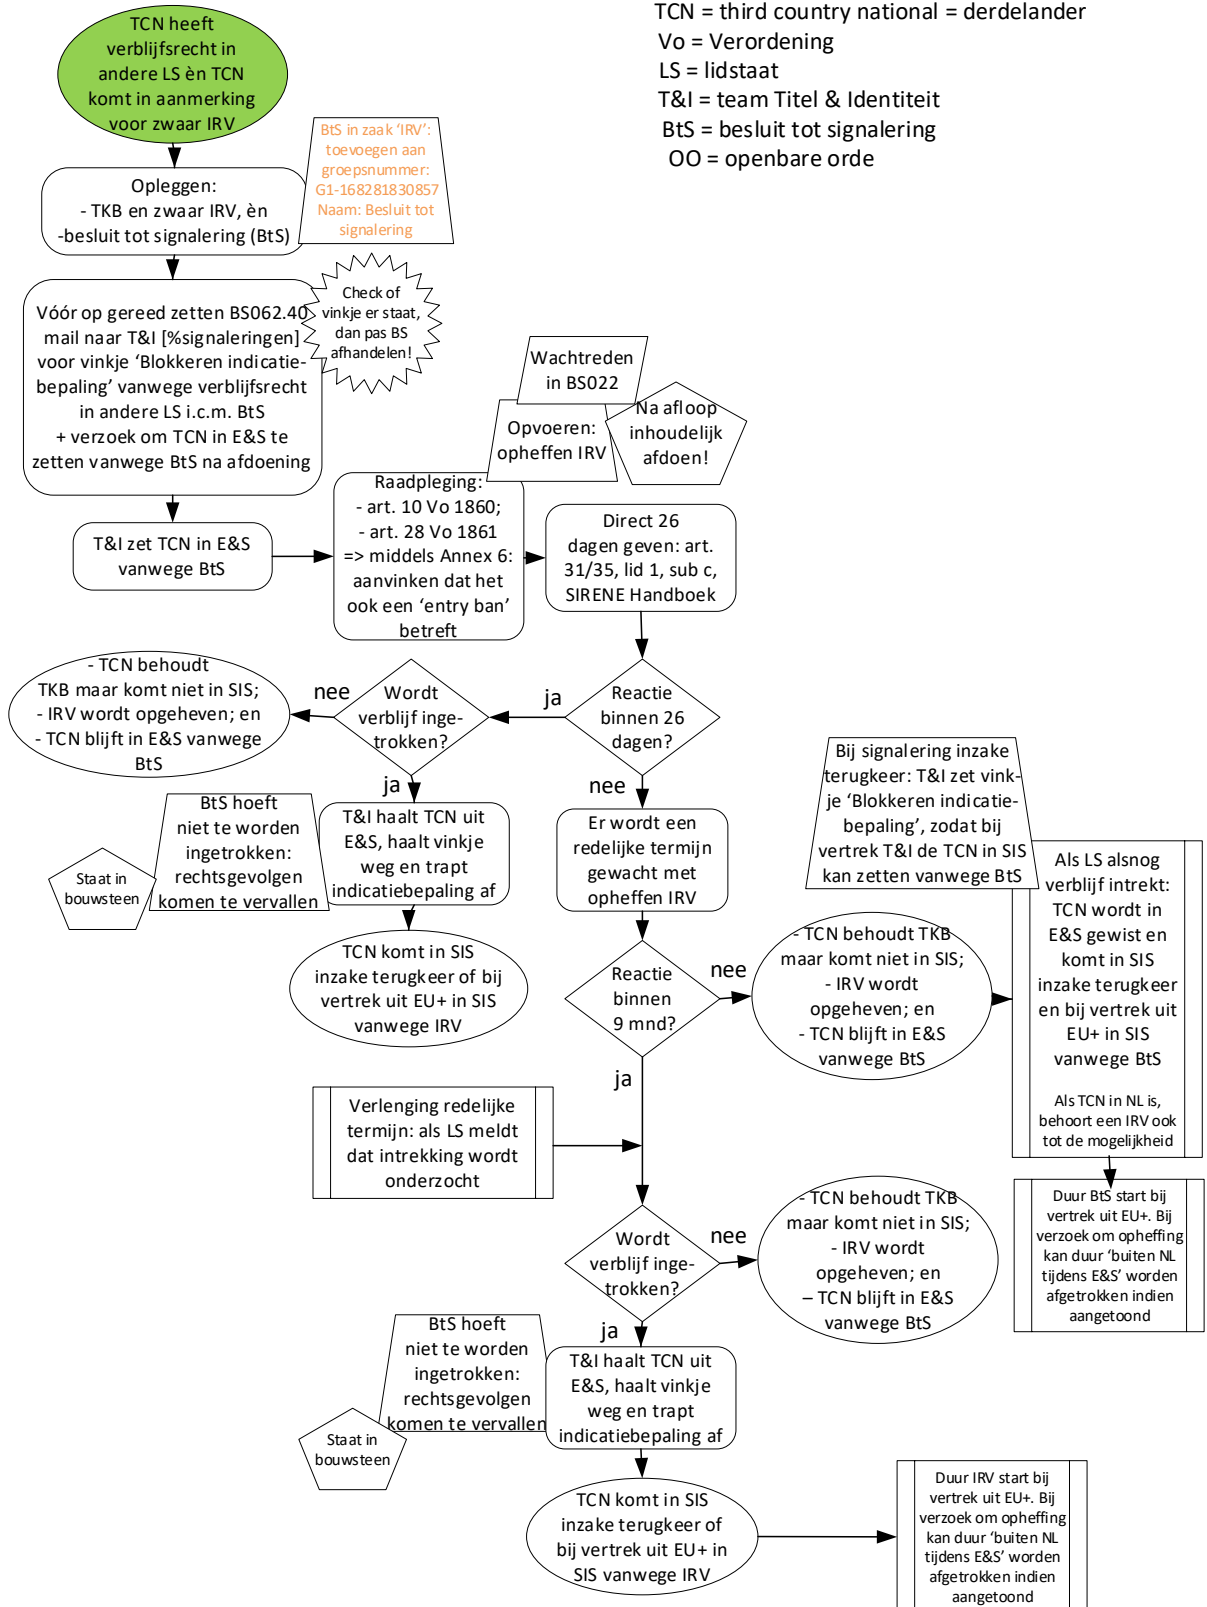 TCN = third country national = derdelander
Vo = Verordening
LS = lidstaat
T&I = team Titel & Identiteit
BtS = besluit tot signalering
OO = openbare orde
TCN heeft
verblijfsrecht in
andere LS èn TCN
komt in aanmerking
voor zwaar IRV
BtS in zaak ‘IRV’:
toevoegen aan
groepsnummer:
G1-168281830857
Naam: Besluit tot
signalering
Opleggen:
- TKB en zwaar IRV, èn
-besluit tot signalering (BtS)
Vóór op gereed zetten BS062.40
mail naar T&I [%signaleringen]
voor vinkje ‘Blokkeren indicatie-
bepaling’ vanwege verblijfsrecht
in andere LS i.c.m. BtS
+ verzoek om TCN in E&S te
zetten vanwege BtS na afdoening
Check of
vinkje er staat,
dan pas BS
afhandelen!
Wachtreden
in BS022
Opvoeren:
opheffen IRV
Na afloop
inhoudelijk
afdoen!
T&I zet TCN in E&S
vanwege BtS
Raadpleging:
- art. 10 Vo 1860;
- art. 28 Vo 1861
=> middels Annex 6:
aanvinken dat het
ook een ‘entry ban’
betreft
Direct 26
dagen geven: art.
31/35, lid 1, sub c,
SIRENE Handboek
Reactie
binnen 26
dagen?
ja
Wordt
verblijf inge-
trokken?
nee
- TCN behoudt
TKB maar komt niet in SIS;
- IRV wordt opgeheven; en
- TCN blijft in E&S vanwege
BtS
ja
T&I haalt TCN uit
E&S, haalt vinkje
weg en trapt
indicatiebepaling af
BtS hoeft
niet te worden
ingetrokken:
rechtsgevolgen
komen te vervallen
Staat in
bouwsteen
TCN komt in SIS
inzake terugkeer of bij
vertrek uit EU+ in SIS
vanwege IRV
nee
Er wordt een
redelijke termijn
gewacht met
opheffen IRV
Reactie
binnen
9 mnd?
nee
- TCN behoudt TKB
maar komt niet in SIS;
- IRV wordt
opgeheven; en
- TCN blijft in E&S
vanwege BtS
Bij signalering inzake
terugkeer: T&I zet vink-
je ‘Blokkeren indicatie-
bepaling’, zodat bij
vertrek T&I de TCN in SIS
kan zetten vanwege BtS
Als LS alsnog
verblijf intrekt:
TCN wordt in
E&S gewist en
komt in SIS
inzake terugkeer
en bij vertrek uit
EU+ in SIS
vanwege BtS
Als TCN in NL is,
behoort een IRV ook
tot de mogelijkheid
Duur BtS start bij
vertrek uit EU+. Bij
verzoek om opheffing
kan duur ‘buiten NL
tijdens E&S’ worden
afgetrokken indien
aangetoond
ja
Verlenging redelijke
termijn: als LS meldt
dat intrekking wordt
onderzocht
Wordt
verblijf inge-
trokken?
nee
- TCN behoudt TKB
maar komt niet in SIS;
- IRV wordt
opgeheven; en
– TCN blijft in E&S
vanwege BtS
ja
T&I haalt TCN uit
E&S, haalt vinkje
weg en trapt
indicatiebepaling af
BtS hoeft
niet te worden
ingetrokken:
rechtsgevolgen
komen te vervallen
Staat in
bouwsteen
TCN komt in SIS
inzake terugkeer of
bij vertrek uit EU+ in
SIS vanwege IRV
Duur IRV start bij
vertrek uit EU+. Bij
verzoek om opheffing
kan duur ‘buiten NL
tijdens E&S’ worden
afgetrokken indien
aangetoond